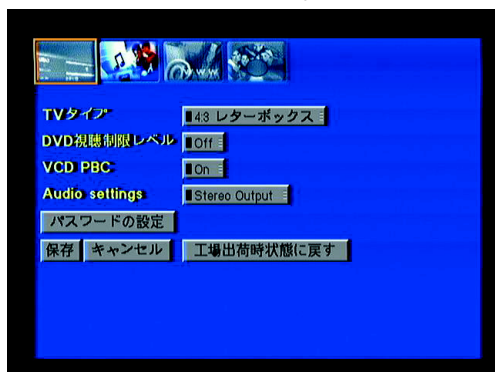 www
TVタイプ 4:3 レターボックス
DVD視聴制限レベル Off
VCD PBC On
Audio settings Stereo Output
パスワードの設定
保存 キャンセル 工場出荷時状態に戻す